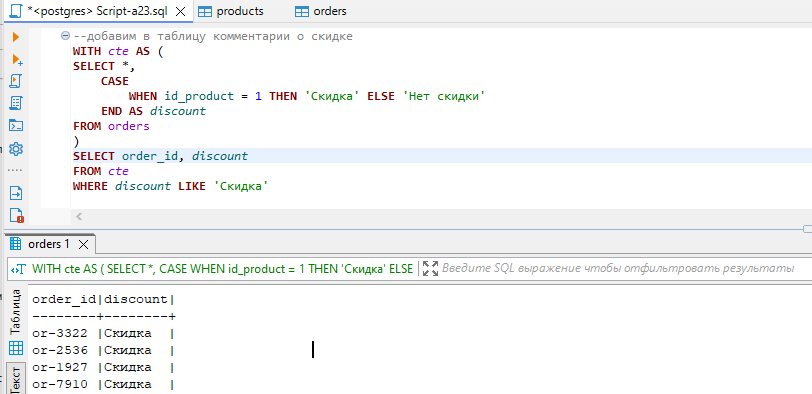 *<postgres> Script-a23.sql
products
orders
--добавим в таблицу комментарии о скидке
WITH cte AS (
SELECT *,
CASE
WHEN id_product = 1 THEN 'Скидка' ELSE 'Нет скидки'
END AS discount
FROM orders
)
SELECT order_id, discount
FROM cte
WHERE discount LIKE 'Скидка'
orders 1
WITH cte AS ( SELECT *, CASE WHEN id_product = 1 THEN 'Скидка' ELSE
Введите SQL выражение чтобы отфильтровать результаты
Таблица
Текст
order_id|discount|
--------+--------+
or-3322 |Скидка  |
or-2536 |Скидка  |
or-1927 |Скидка  |
or-7910 |Скидка  |